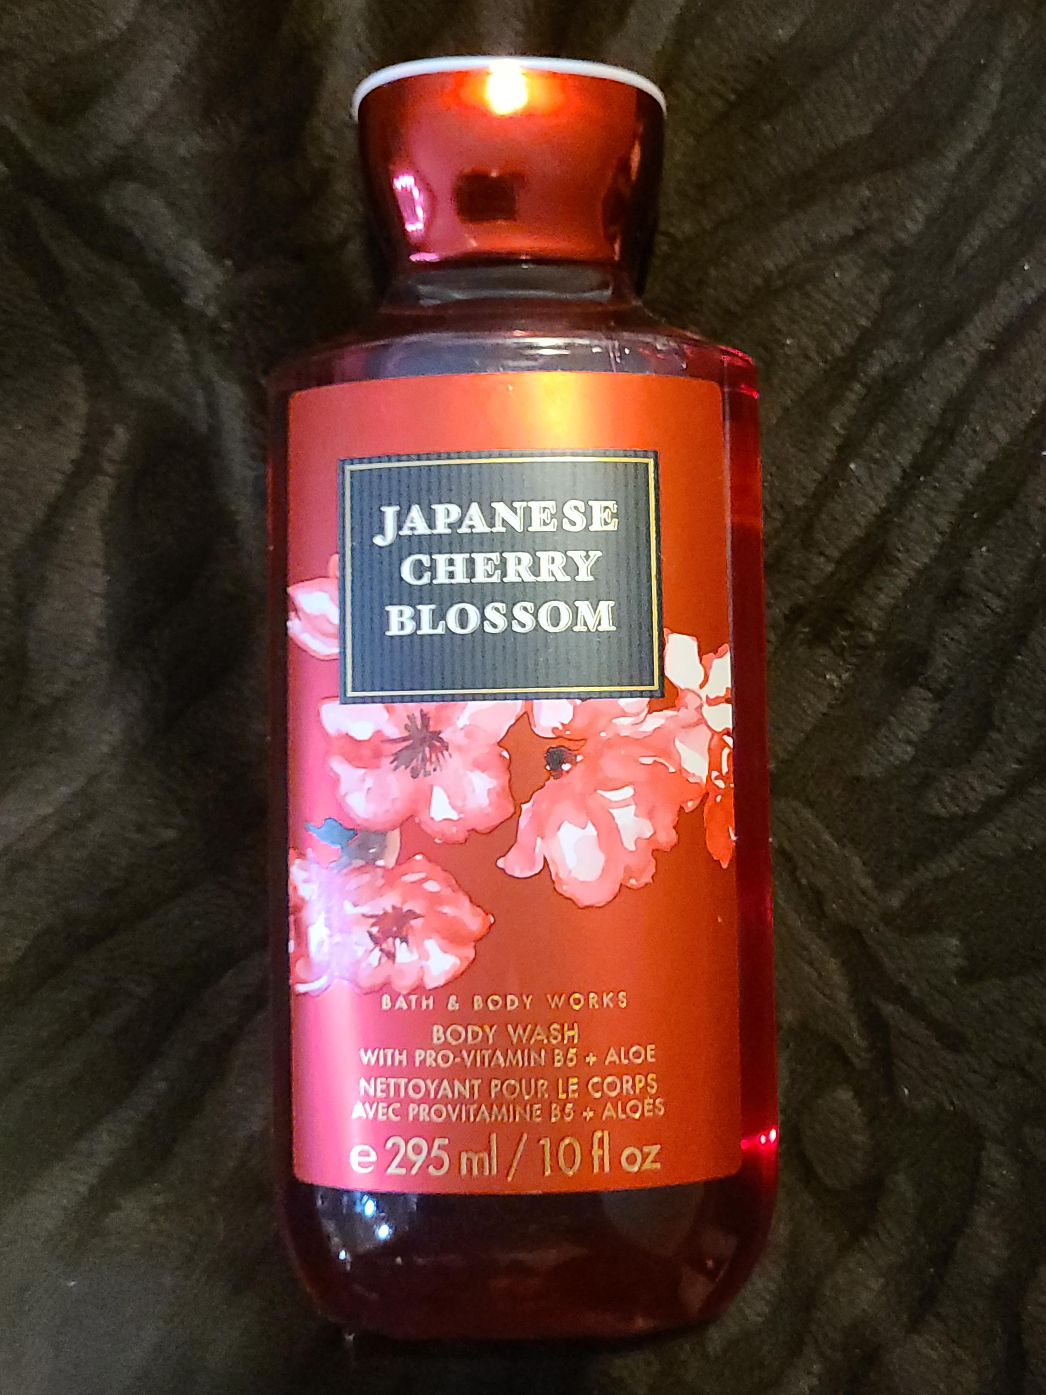 JAPANESE
CHERRY
BLOSSOM
BATH & BODY WORKS
BODY WASH
WITH PRO-VITAMIN B5 + ALOE
NETTOYANT POUR LE CORPS
AVEC PROVITAMINE B5 + ALOÈS
℮ 295 ml / 10 fl oz